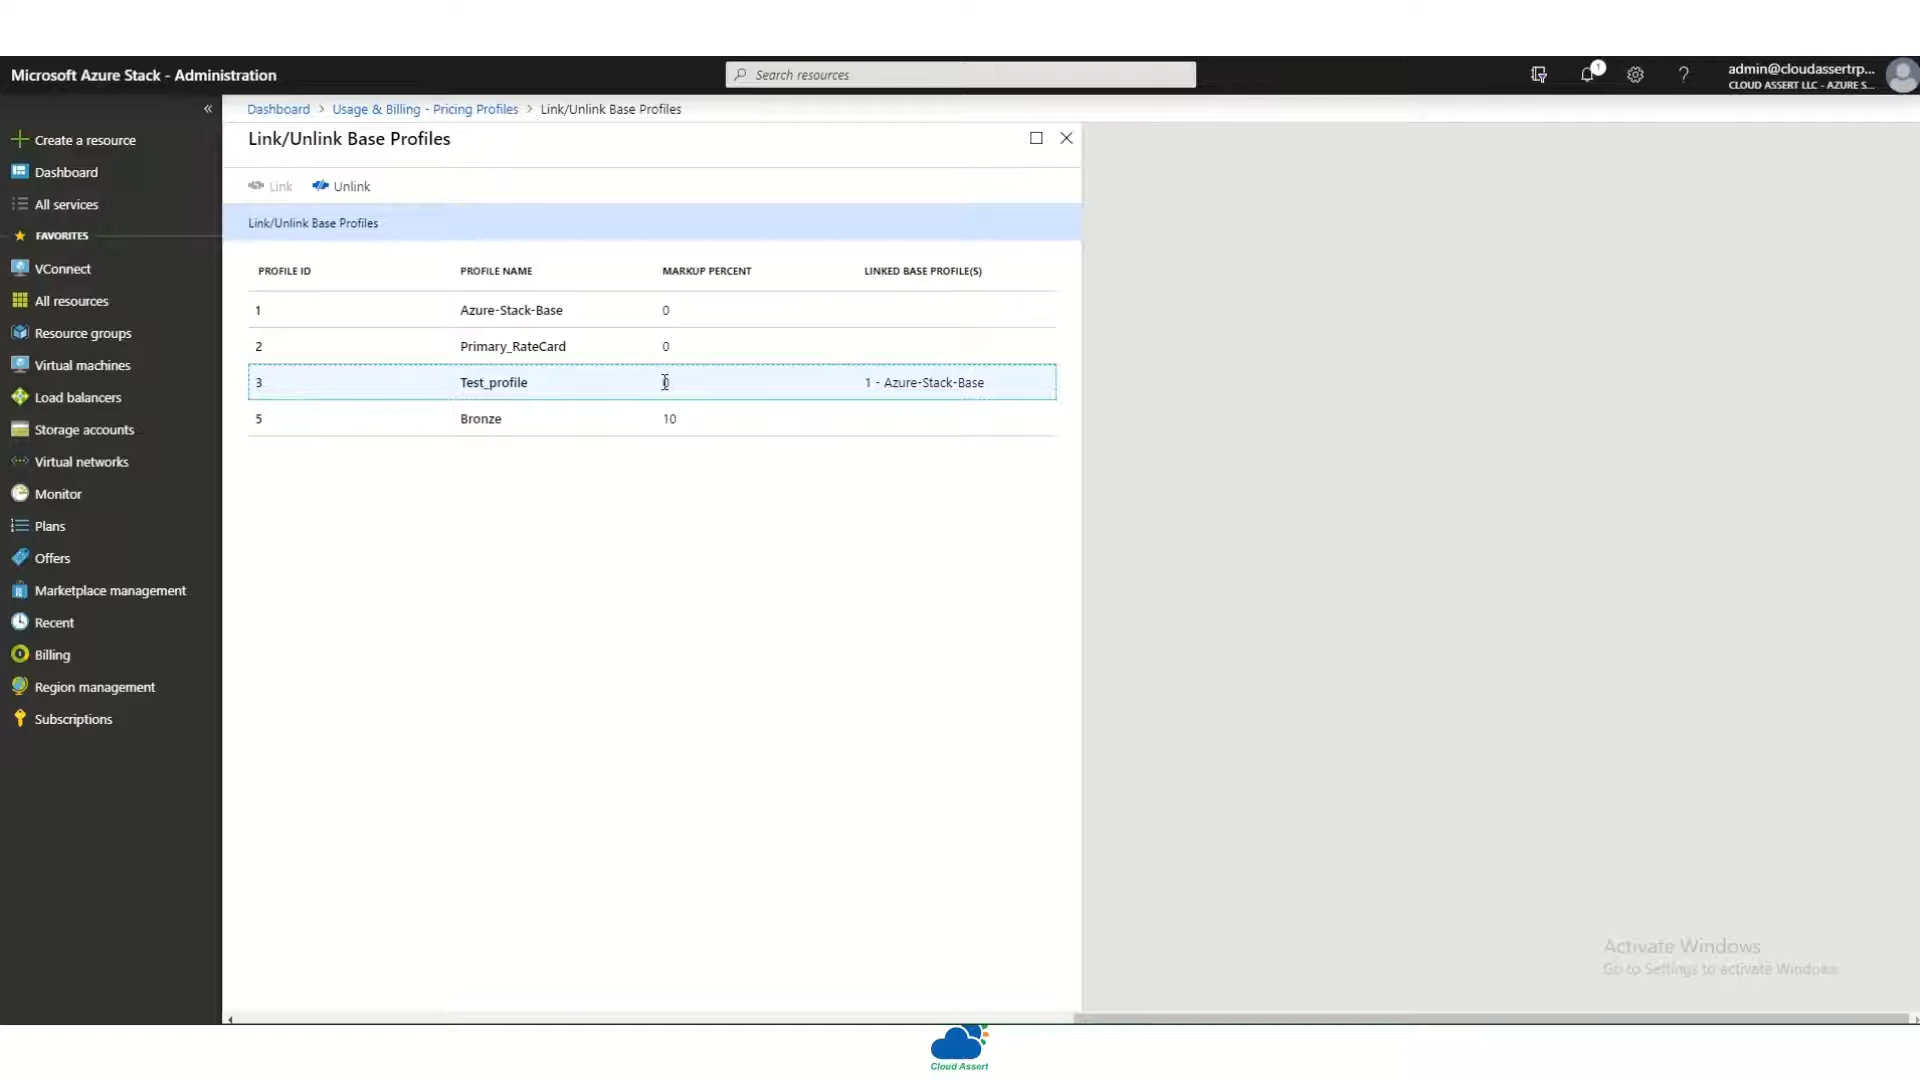 Microsoft Azure Stack - Administration
Search resources
1
admin@cloudassertrp...
CLOUD ASSERT LLC - AZURE S...
«
Dashboard > Usage & Billing - Pricing Profiles > Link/Unlink Base Profiles
Link/Unlink Base Profiles
Link Unlink
Link/Unlink Base Profiles
PROFILE ID PROFILE NAME MARKUP PERCENT LINKED BASE PROFILE(S)
1 Azure-Stack-Base 0
2 Primary_RateCard 0
3 Test_profile 0 1 - Azure-Stack-Base
5 Bronze 10
Create a resource
Dashboard
All services
FAVORITES
VConnect
All resources
Resource groups
Virtual machines
Load balancers
Storage accounts
Virtual networks
Monitor
Plans
Offers
Marketplace management
Recent
Billing
Region management
Subscriptions
Activate Windows
Go to Settings to activate Windows.
Cloud Assert